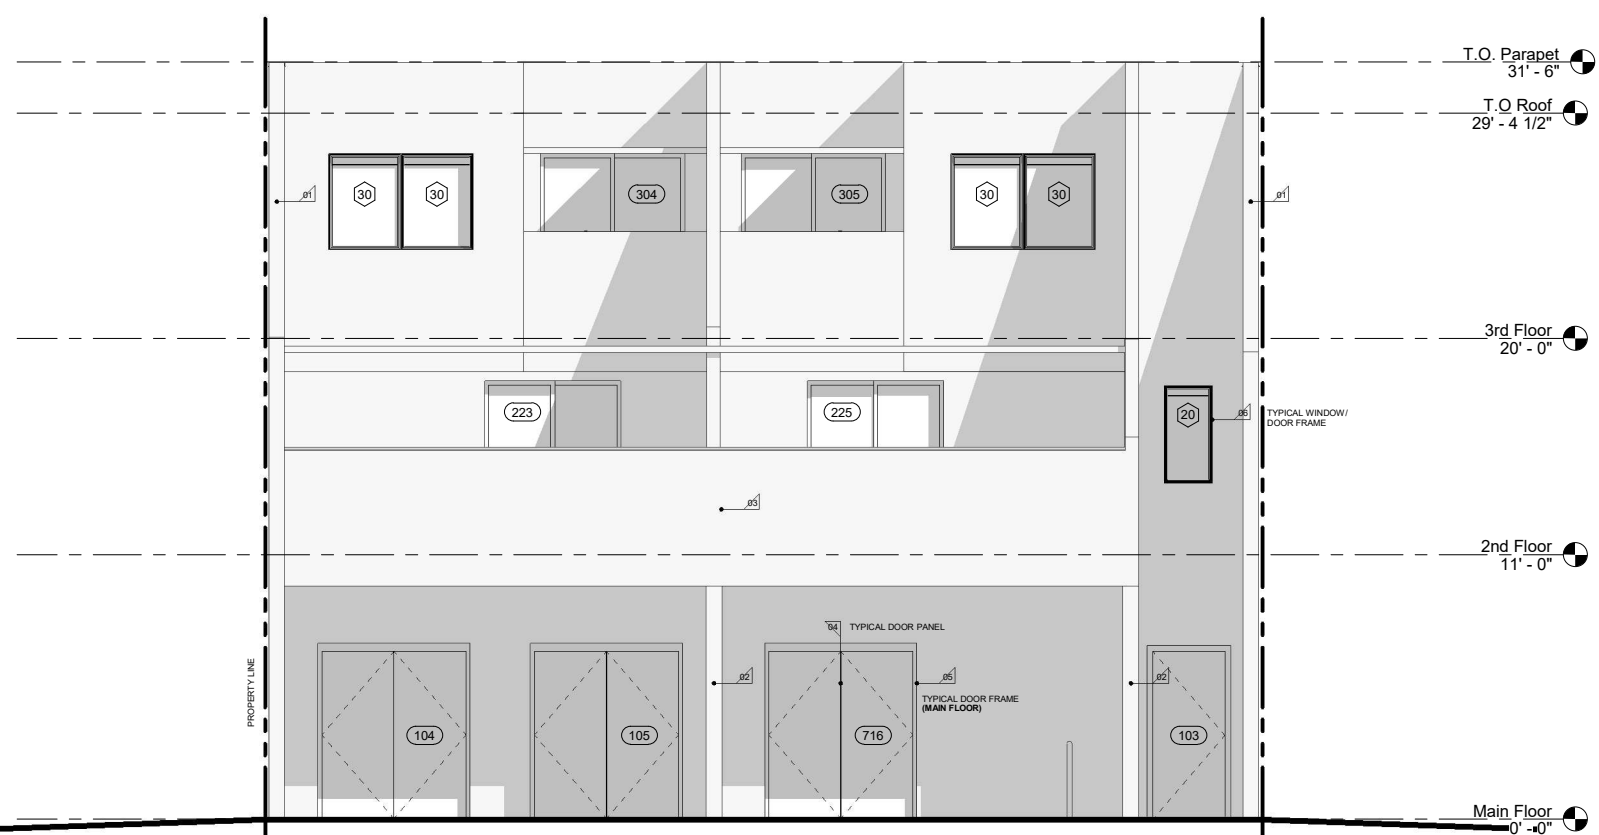 T.O. Parapet
31' - 6"
T.O Roof
29' - 4 1/2"
01
30
30
304
305
30
30
01
3rd Floor
20' - 0"
223
225
20
06
TYPICAL WINDOW/
DOOR FRAME
03
2nd Floor
11' - 0"
04
TYPICAL DOOR PANEL
PROPERTY LINE
02
05
02
TYPICAL DOOR FRAME
(MAIN FLOOR)
104
105
716
103
Main Floor
0' - 0"